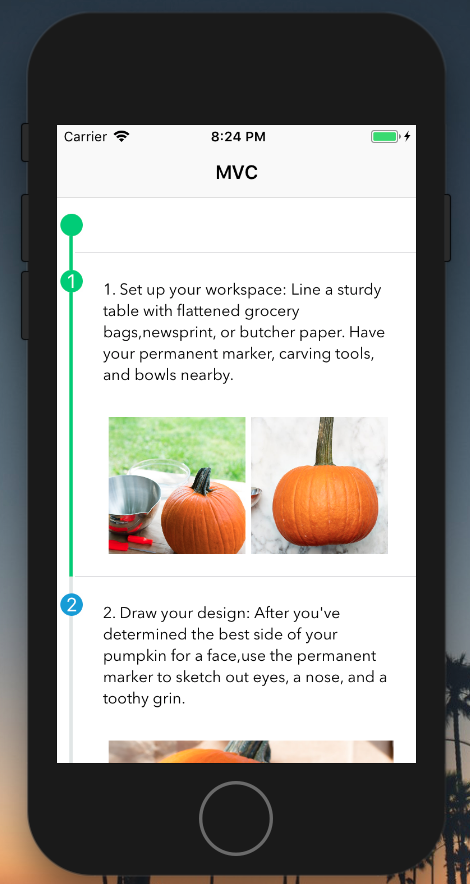 Carrier 8:24 PM
MVC
1
1. Set up your workspace: Line a sturdy
table with flattened grocery
bags,newsprint, or butcher paper. Have
your permanent marker, carving tools,
and bowls nearby.
2
2. Draw your design: After you've
determined the best side of your
pumpkin for a face,use the permanent
marker to sketch out eyes, a nose, and a
toothy grin.